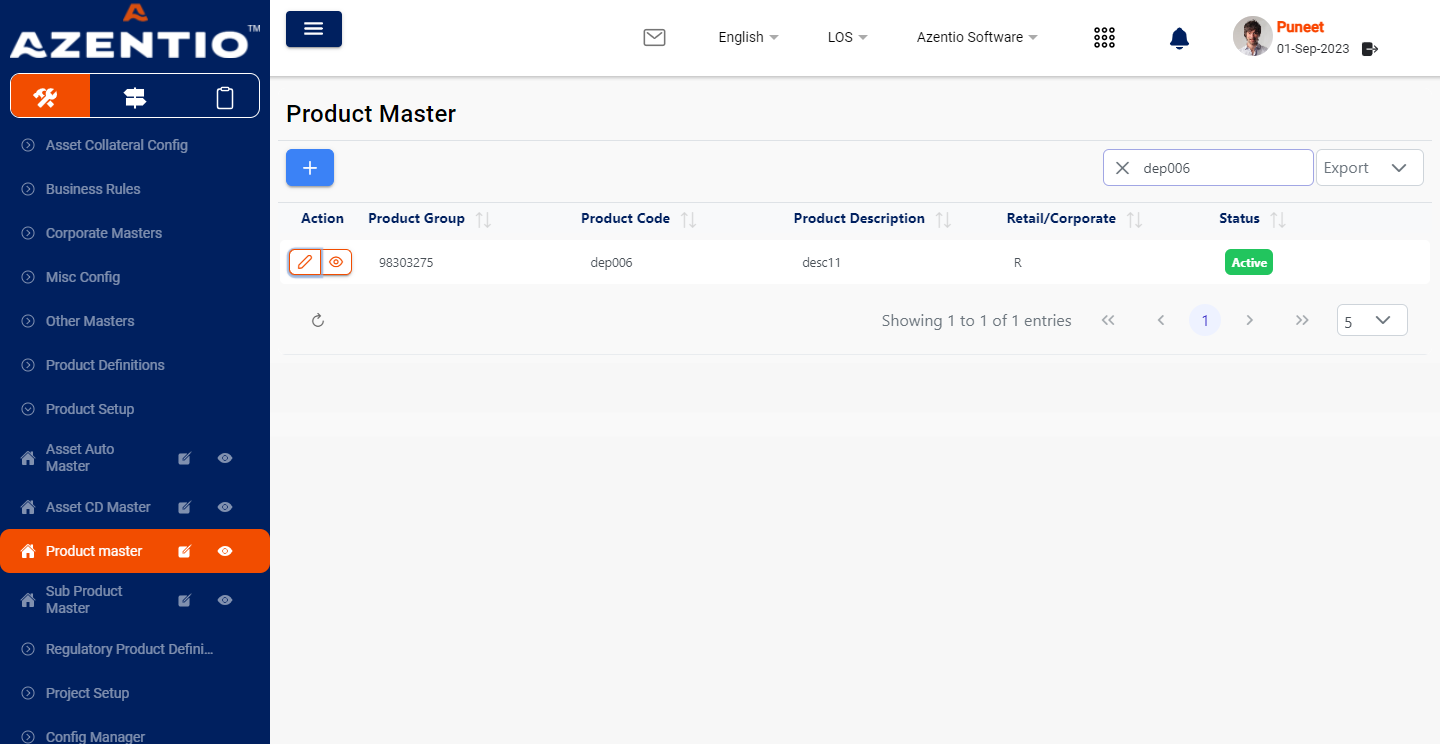 AZENTIO™
English
LOS
Azentio Software
Puneet
01-Sep-2023
Asset Collateral Config
Business Rules
Corporate Masters
Misc Config
Other Masters
Product Definitions
Product Setup
Asset Auto
Master
Asset CD Master
Product master
Sub Product
Master
Regulatory Product Defini...
Project Setup
Config Manager
Product Master
dep006
Export
Action Product Group Product Code Product Description Retail/Corporate Status
98303275 dep006 desc11 R Active
Showing 1 to 1 of 1 entries 1 5